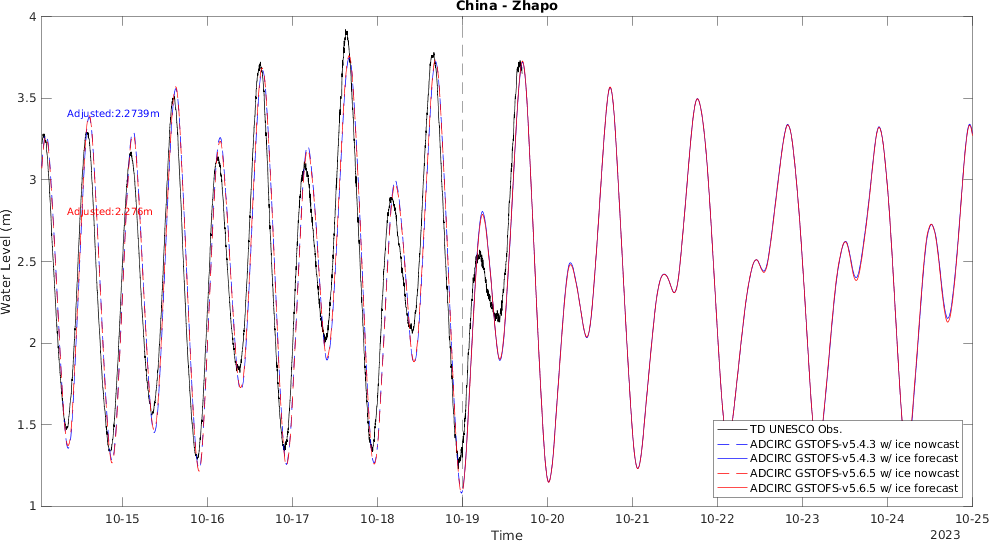 China - Zhapo
4
3.5
3
2.5
2
1.5
1
Water Level (m)
Adjusted:2.2739m
Adjusted:2.276m
TD UNESCO Obs.
ADCIRC GSTOFS-v5.4.3 w/ ice nowcast
ADCIRC GSTOFS-v5.4.3 w/ ice forecast
ADCIRC GSTOFS-v5.6.5 w/ ice nowcast
ADCIRC GSTOFS-v5.6.5 w/ ice forecast
10-15 10-16 10-17 10-18 10-19 10-20 10-21 10-22 10-23 10-24 10-25
Time
2023